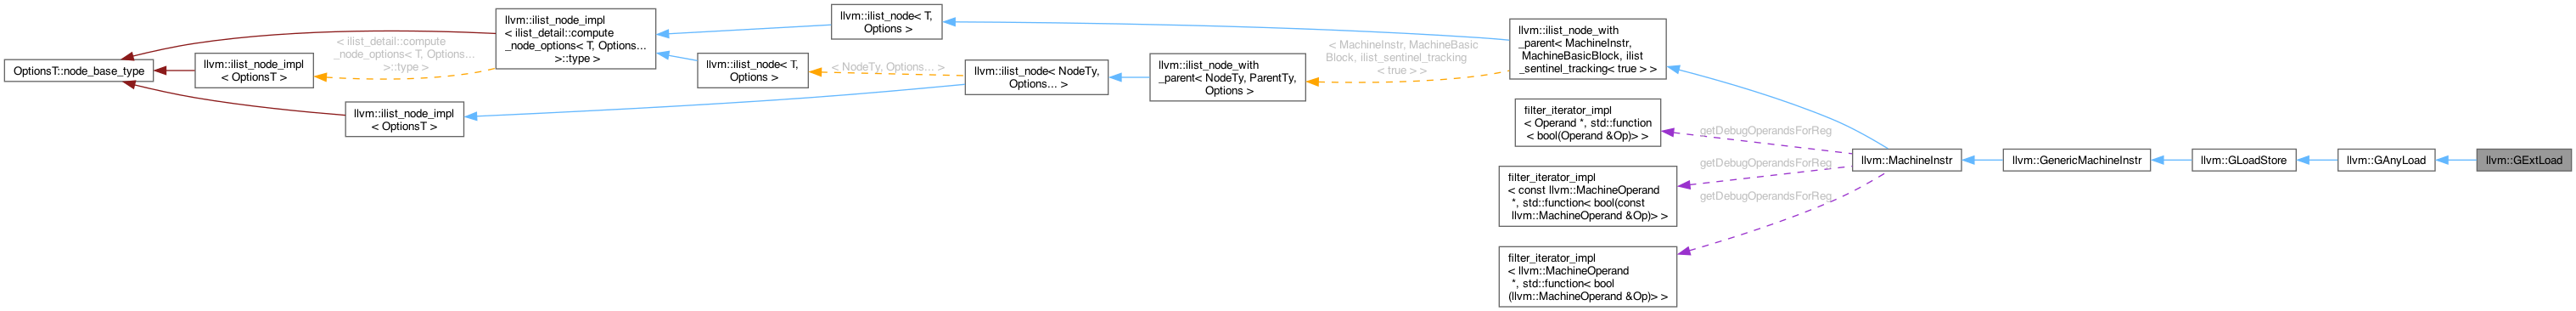 OptionsT::node_base_type
llvm::ilist_node_impl
< OptionsT >
< ilist_detail::compute
_node_options< T, Options...
>::type >
llvm::ilist_node_impl
< OptionsT >
llvm::ilist_node_impl
< ilist_detail::compute
_node_options< T, Options...
>::type >
llvm::ilist_node< T,
Options >
llvm::ilist_node< T,
Options >
< NodeTy, Options... >
llvm::ilist_node< NodeTy,
Options... >
llvm::ilist_node_with
_parent< NodeTy, ParentTy,
Options >
< MachineInstr, MachineBasic
Block, ilist_sentinel_tracking
< true > >
llvm::ilist_node_with
_parent< MachineInstr,
MachineBasicBlock, ilist
_sentinel_tracking< true > >
filter_iterator_impl
< Operand *, std::function
< bool(Operand &Op)> >
filter_iterator_impl
< const llvm::MachineOperand
*, std::function< bool(const
llvm::MachineOperand &Op)> >
filter_iterator_impl
< llvm::MachineOperand
*, std::function< bool
(llvm::MachineOperand &Op)> >
getDebugOperandsForReg
getDebugOperandsForReg
getDebugOperandsForReg
llvm::MachineInstr
llvm::GenericMachineInstr
llvm::GLoadStore
llvm::GAnyLoad
llvm::GExtLoad